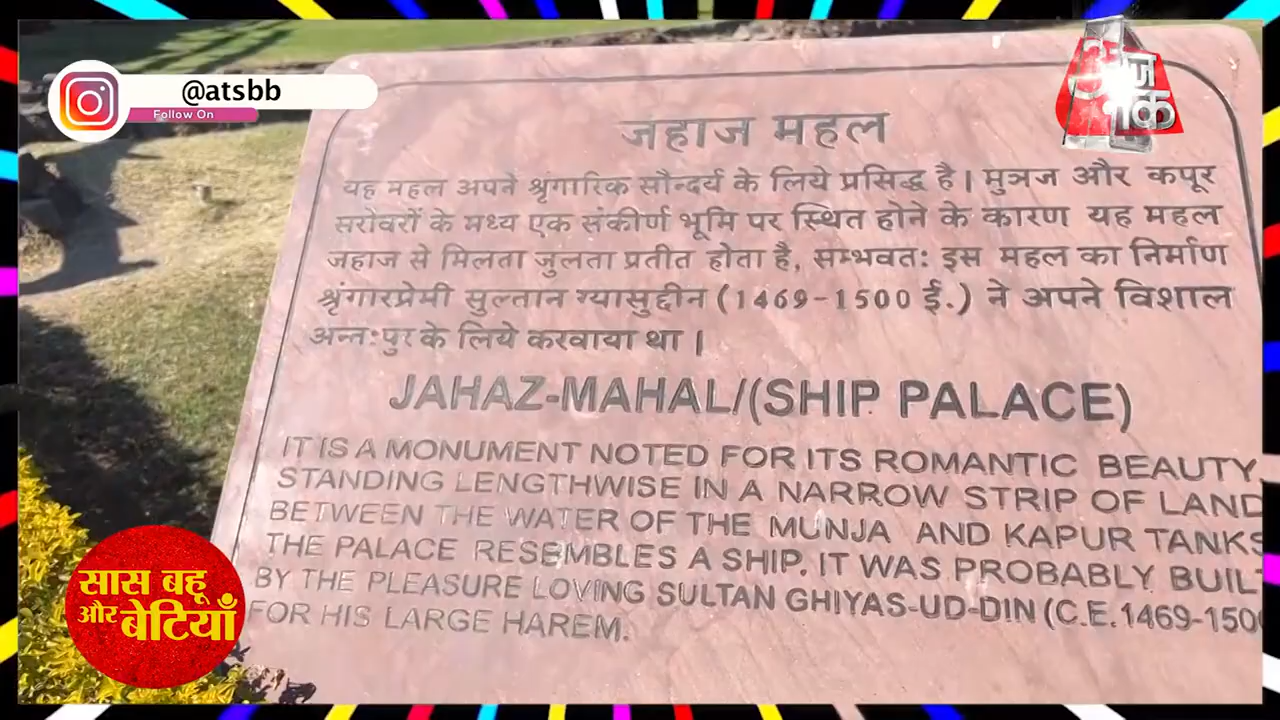 @atsbb
Follow On
आज
तक
जहाज महल
यह महल अपने श्रृंगारिक सौन्दर्य के लिये प्रसिद्ध है। मुञज और कपूर
सरोवरों के मध्य एक संकीर्ण भूमि पर स्थित होने के कारण यह महल
जहाज से मिलता जुलता प्रतीत होता है, सम्भवतः इस महल का निर्माण
श्रृंगारप्रेमी सुल्तान ग्यासुद्दीन (1469-1500 ई.) ने अपने विशाल
अन्तःपुर के लिये करवाया था।
JAHAZ-MAHAL/(SHIP PALACE)
IT IS A MONUMENT NOTED FOR ITS ROMANTIC BEAUTY.
STANDING LENGTHWISE IN A NARROW STRIP OF LAND
BETWEEN THE WATER OF THE MUNJA AND KAPUR TANKS
THE PALACE RESEMBLES A SHIP. IT WAS PROBABLY BUIL
BY THE PLEASURE LOVING SULTAN GHIYAS-UD-DIN (C.E.1469-150
FOR HIS LARGE HAREM.
सास बहू
और बेटियाँ